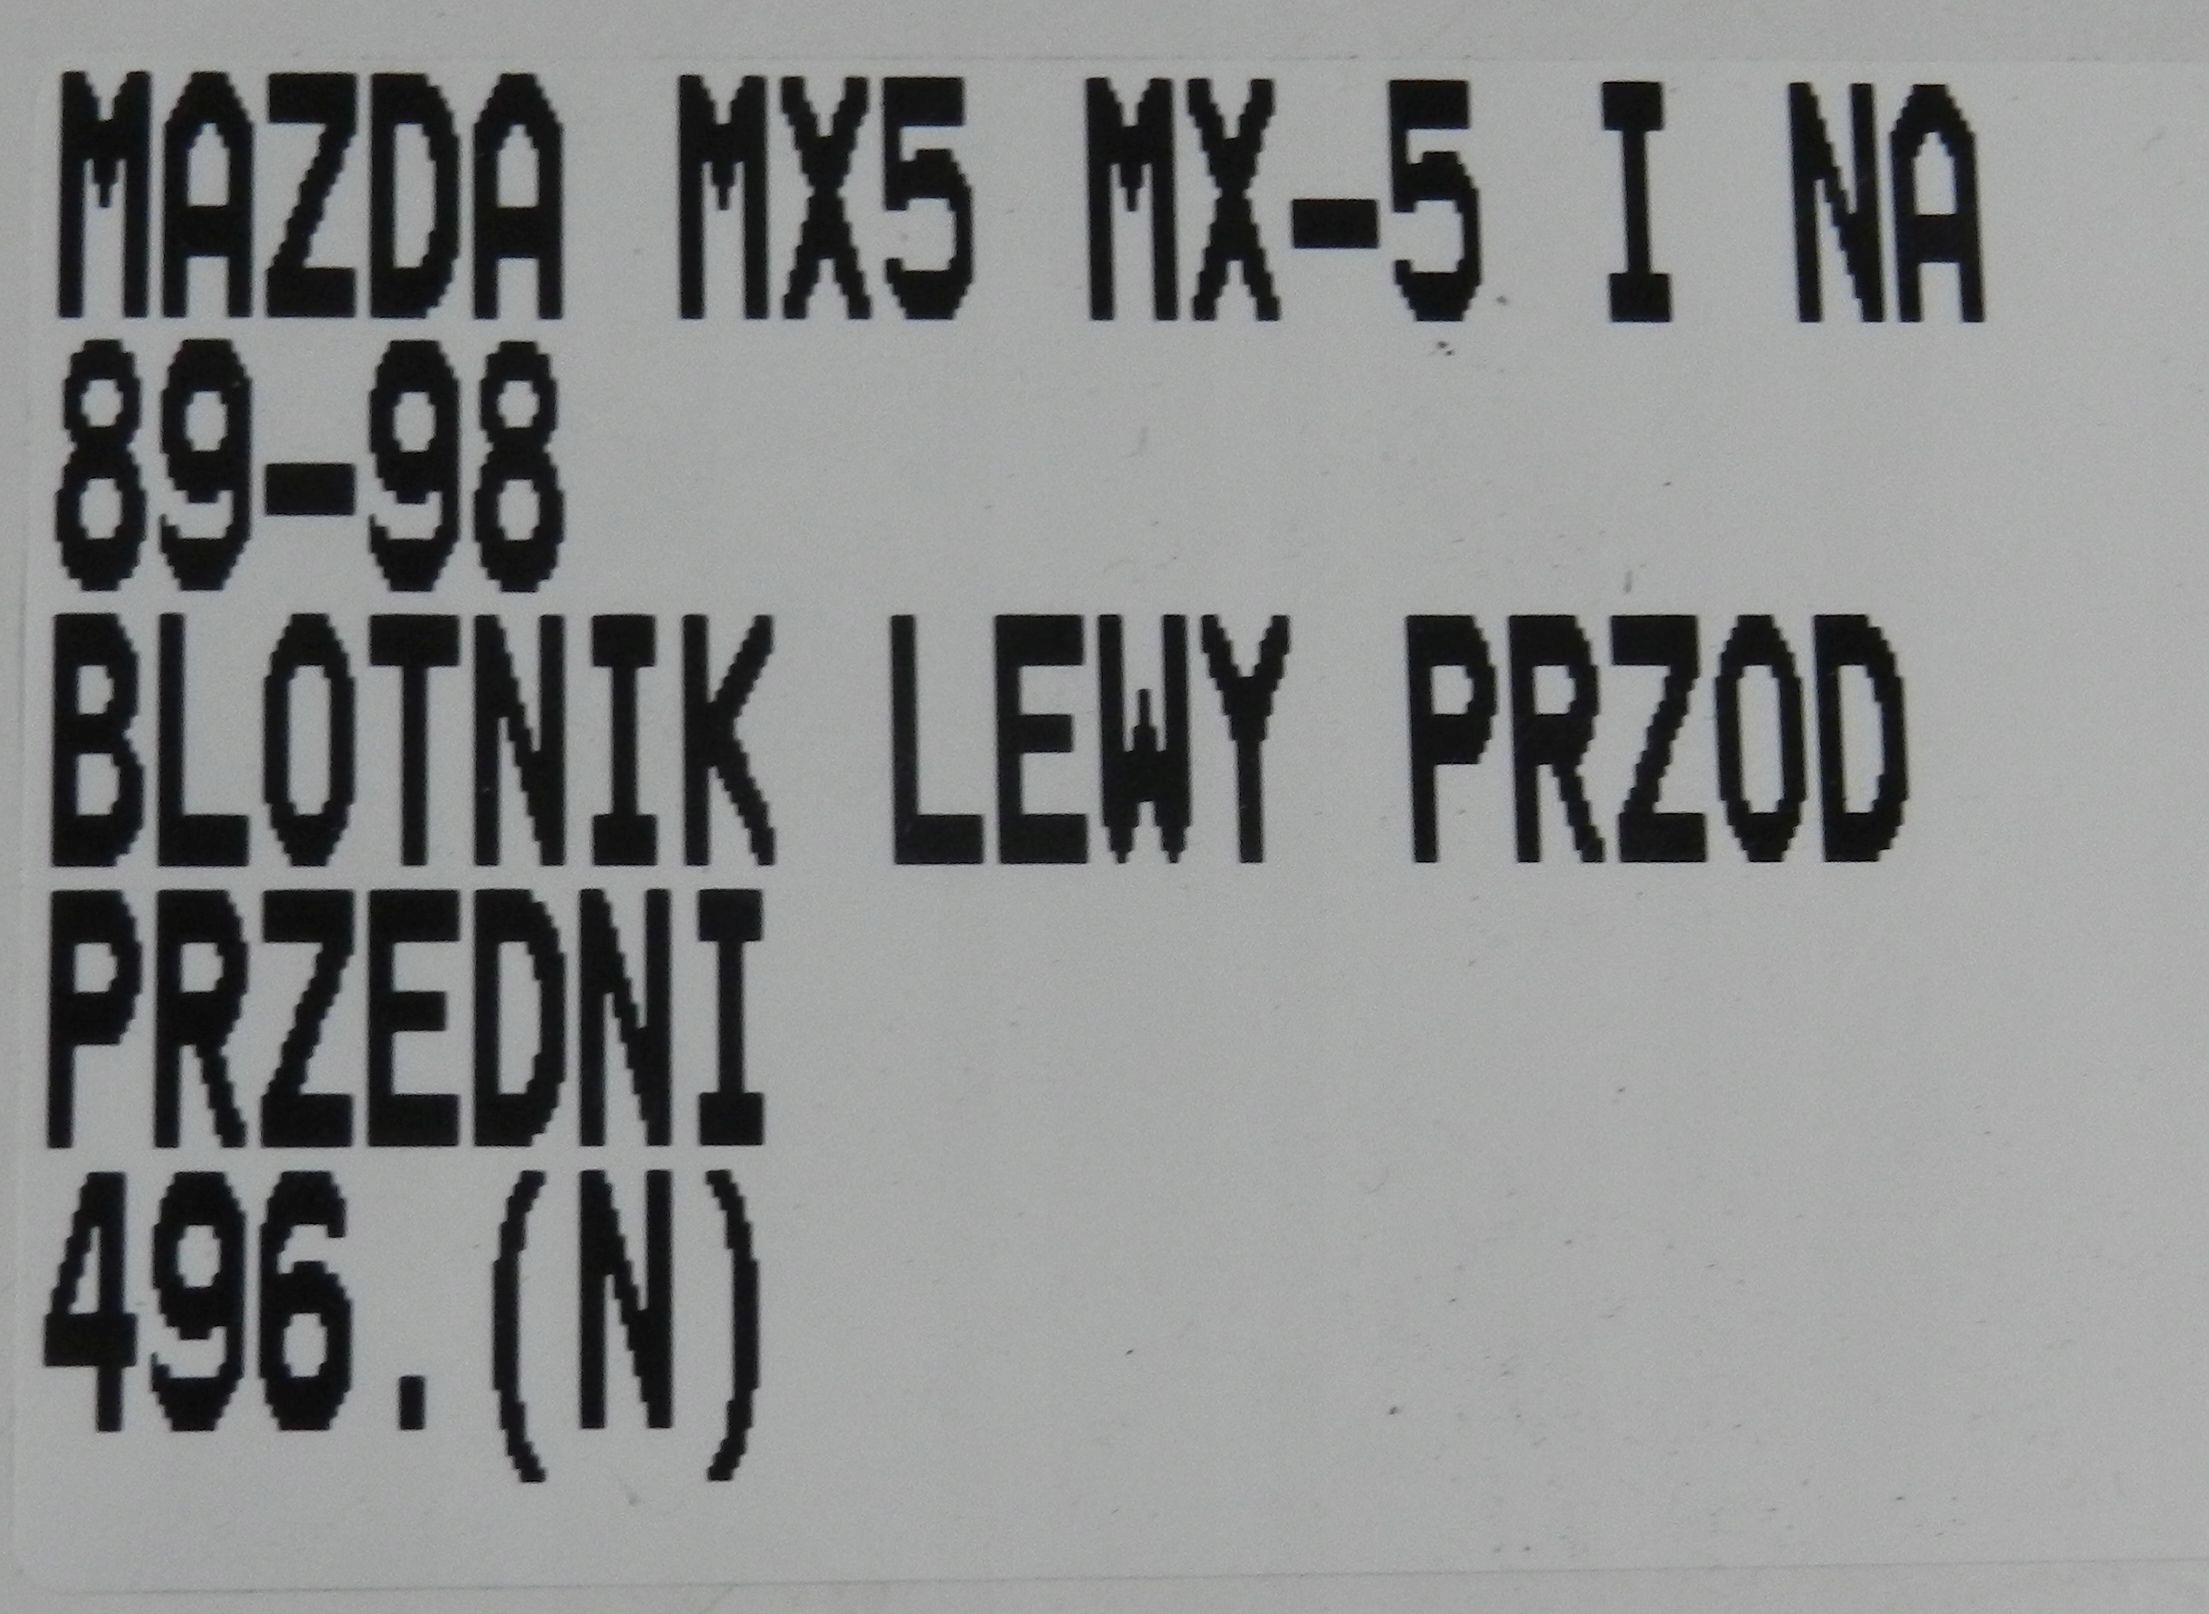 MAZDA MX5 MX-5 I NA
89-98
BLOTNIK LEWY PRZOD
PRZEDNI
496.(N)